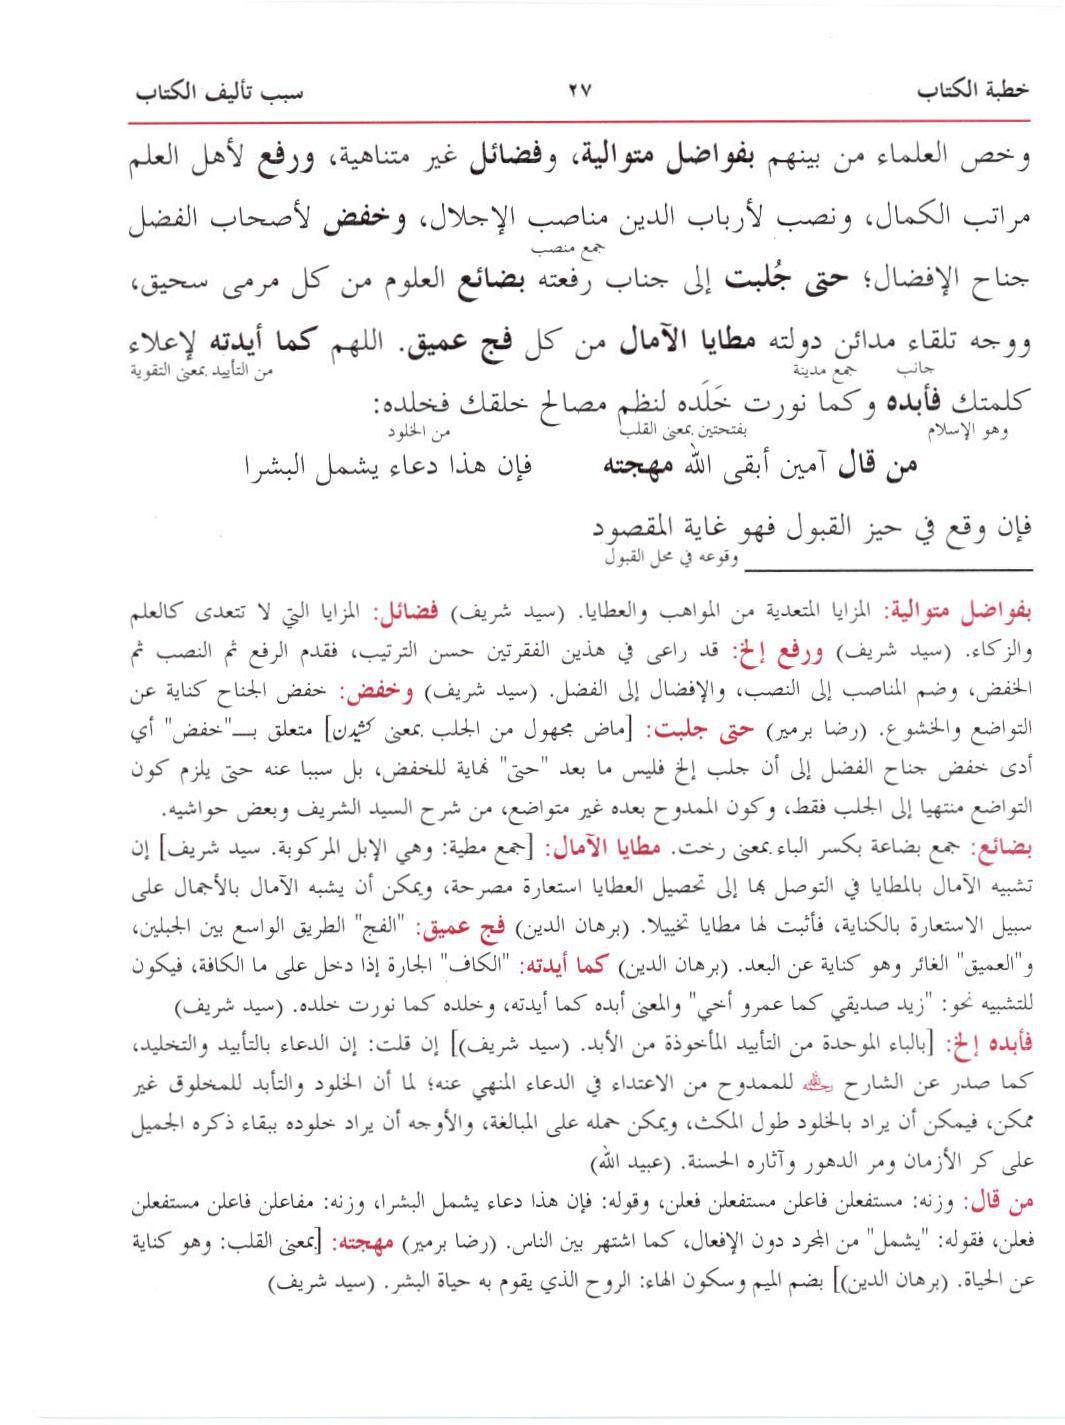 خطبة الكتاب ٢٧ سبب تأليف الكتاب
وخص العلماء من بينهم بفواضل متوالية، وفضائل غير متناهية، ورفع لأهل العلم
مراتب الكمال، ونصب لأرباب الدين مناصب الإجلال، وخفض لأصحاب الفضل
جمع منصب
جناح الإفضال؛ حتى جُلبت إلى جناب رفعته بضائع العلوم من كل مرمى سحيق،
ووجه تلقاء مدائن دولته مطايا الآمال من كل فج عميق. اللهم كما أيدته لإعلاء
جانب جمع مدينة من التأييد بمعنى التقوية
كلمتك فأبده وكما نورت خَلَده لنظم مصالح خلقك فخلده:
وهو الإسلام بفتحتين بمعنى القلب من الخلود
من قال آمين أبقى الله مهجته فإن هذا دعاء يشمل البشرا
فإن وقع في حيز القبول فهو غاية المقصود
وقوعه في محل القبول
بفواضل متوالية: المزايا المتعدية من المواهب والعطايا. (سيد شريف) فضائل: المزايا التي لا تتعدى كالعلم
والزكاء. (سيد شريف) ورفع إلخ: قد راعى في هذين الفقرتين حسن الترتيب، فقدم الرفع ثم النصب ثم
الخفض، وضم المناصب إلى النصب، والإفضال إلى الفضل. (سيد شريف) وخفض: خفض الجناح كناية عن
التواضع والخشوع. (رضا برمير) حتى جلبت: [ماض مجهول من الجلب بمعنى كشيدن] متعلق بـ"خفض" أي
أدى خفض جناح الفضل إلى أن جلب إلخ فليس ما بعد "حتى" نهاية للخفض، بل سببا عنه حتى يلزم كون
التواضع منتهيا إلى الجلب فقط، وكون الممدوح بعده غير متواضع، من شرح السيد الشريف وبعض حواشيه.
بضائع: جمع بضاعة بكسر الباء بمعنى رخت. مطايا الآمال: [جمع مطية: وهي الإبل المركوبة. سيد شريف] إن
تشبيه الآمال بالمطايا في التوصل بها إلى تحصيل العطايا استعارة مصرحة، ويمكن أن يشبه الآمال بالأجمال على
سبيل الاستعارة بالكناية، فأثبت لها مطايا تخييلا. (برهان الدين) فج عميق: "الفج" الطريق الواسع بين الجبلين،
و"العميق" الغائر وهو كناية عن البعد. (برهان الدين) كما أيدته: "الكاف" الجارة إذا دخل على ما الكافة، فيكون
للتشبيه نحو: "زيد صديقي كما عمرو أخي" والمعنى أبده كما أيدته، وخلده كما نورت خلده. (سيد شريف)
فأبده إلخ: [بالباء الموحدة من التأبيد المأخوذة من الأبد. (سيد شريف)] إن قلت: إن الدعاء بالتأبيد والتخليد،
كما صدر عن الشارح رحمه الله للممدوح من الاعتداء في الدعاء المنهي عنه؛ لما أن الخلود والتأبد للمخلوق غير
ممكن، فيمكن أن يراد بالخلود طول المكث، ويمكن حمله على المبالغة، والأوجه أن يراد خلوده ببقاء ذكره الجميل
على كر الأزمان ومر الدهور وآثاره الحسنة. (عبيد الله)
من قال: وزنه: مستفعلن فاعلن مستفعلن فعلن، وقوله: فإن هذا دعاء يشمل البشرا، وزنه: مفاعلن فاعلن مستفعلن
فعلن، فقوله: "يشمل" من المجرد دون الإفعال، كما اشتهر بين الناس. (رضا برمير) مهجته: [بمعنى القلب: وهو كناية
عن الحياة. (برهان الدين)] بضم الميم وسكون الهاء: الروح الذي يقوم به حياة البشر. (سيد شريف)